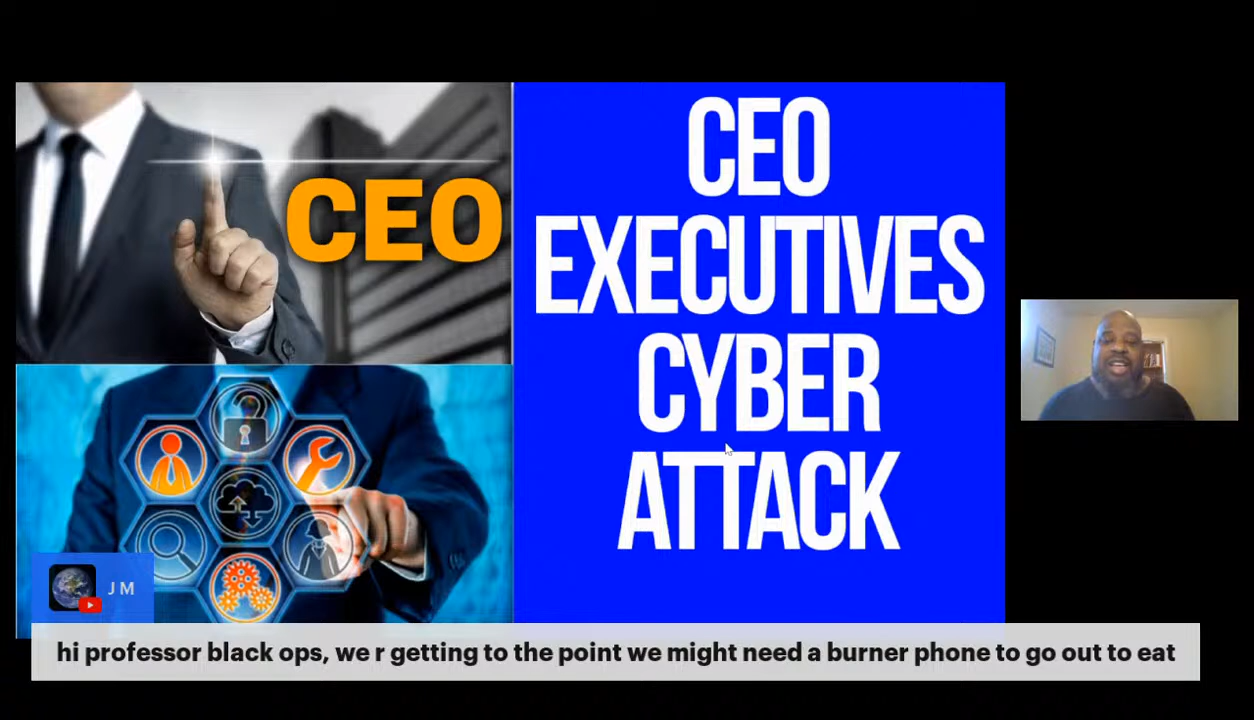 CEO
CEO
EXECUTIVES
CYBER
ATTACK
J M
hi professor black ops, we r getting to the point we might need a burner phone to go out to eat